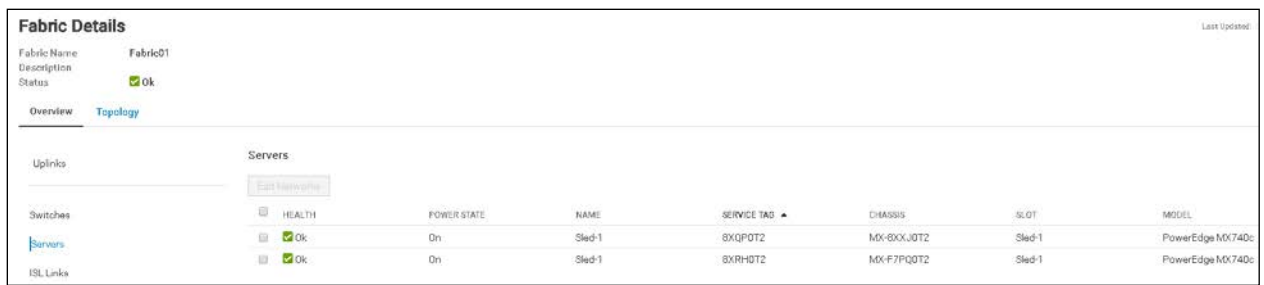 Fabric Details
Last Updated:
Fabric Name Fabric01
Description
Status Ok
Overview Topology
Uplinks
Servers
Edit Networks
Switches
HEALTH POWER STATE NAME SERVICE TAG CHASSIS SLOT MODEL
Ok On Sled-1 8XQP0T2 MX-8XXJ0T2 Sled-1 PowerEdge MX740c
Servers
Ok On Sled-1 8XRH0T2 MX-F7PQ0T2 Sled-1 PowerEdge MX740c
ISL Links